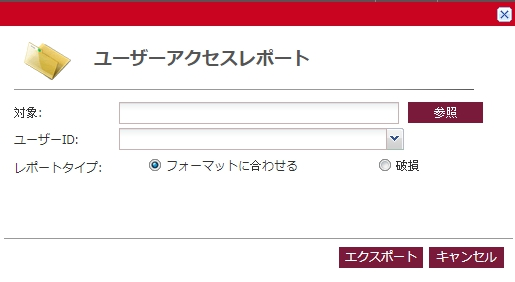 ユーザーアクセスレポート
対象:
参照
ユーザーID:
レポートタイプ:
フォーマットに合わせる
破損
エクスポート
キャンセル